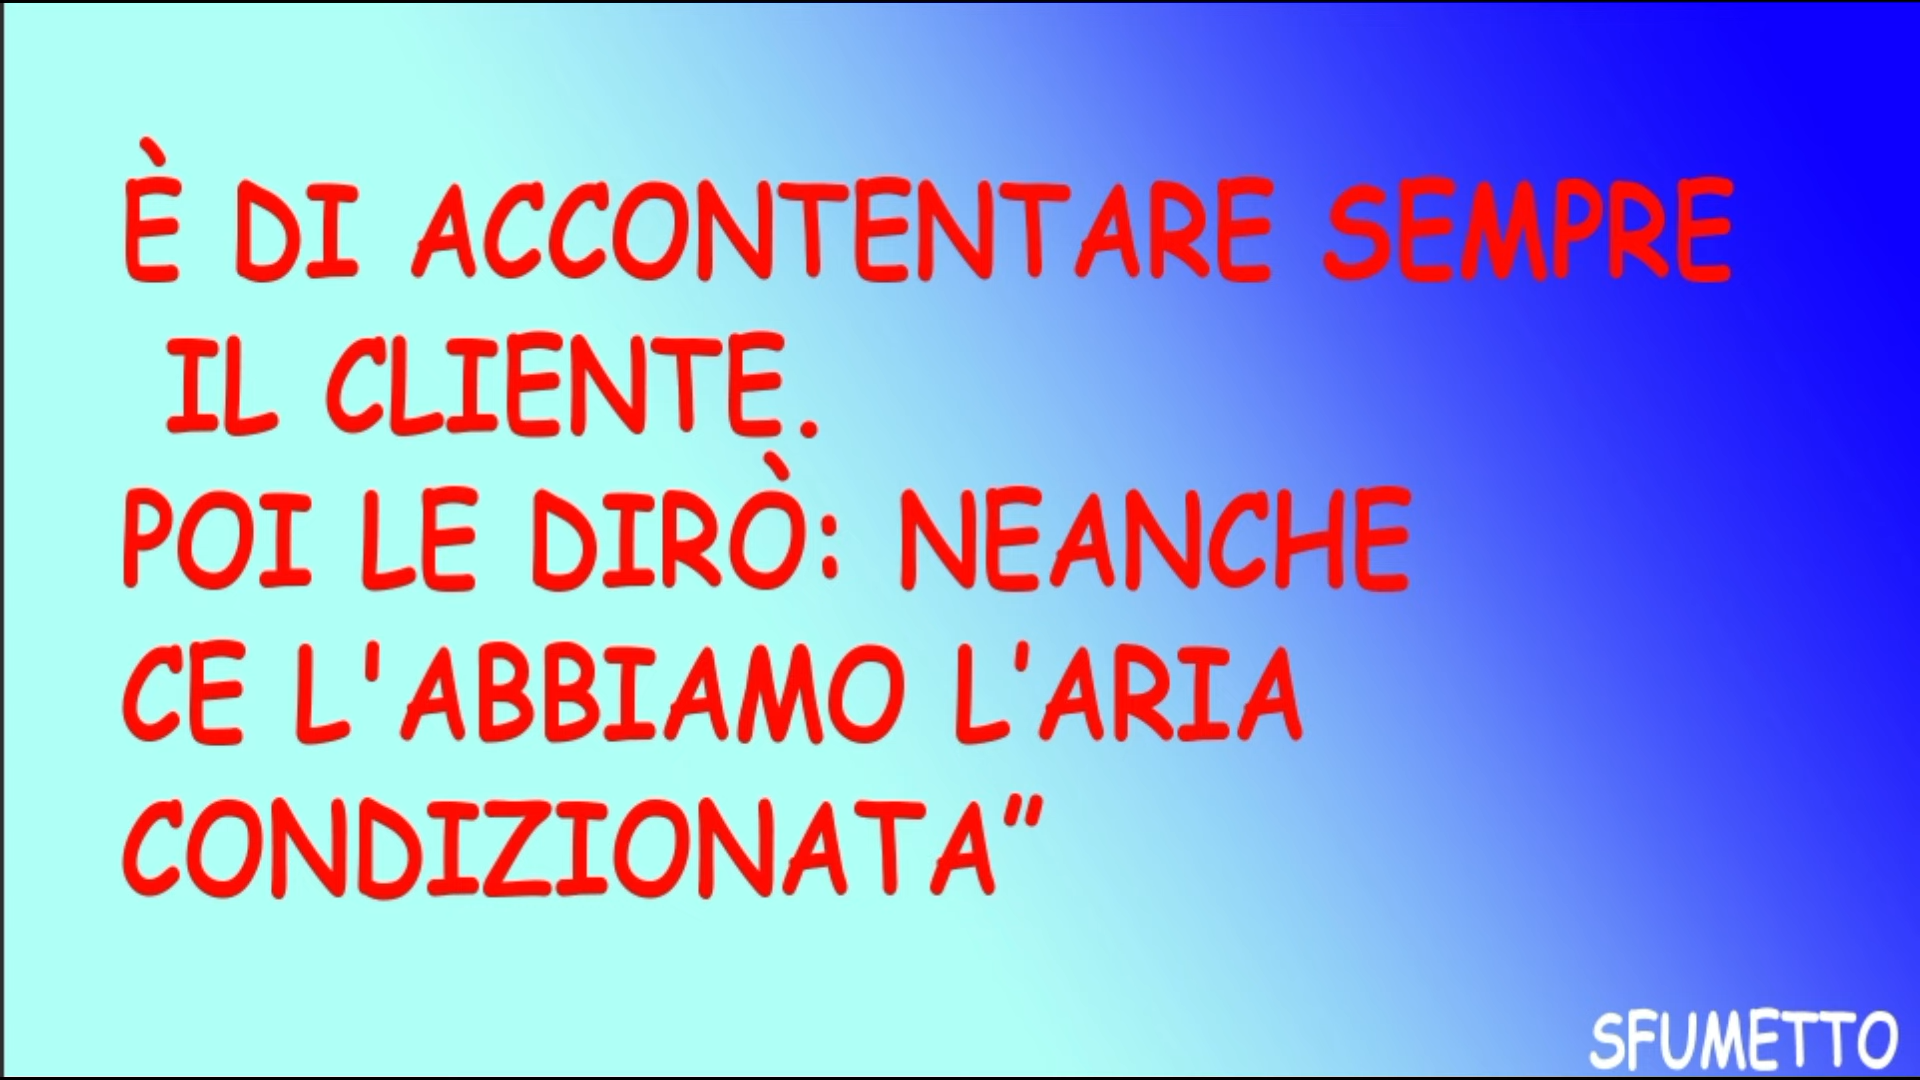 È DI ACCONTENTARE SEMPRE
IL CLIENTE.
POI LE DIRÒ: NEANCHE
CE L'ABBIAMO L'ARIA
CONDIZIONATA”
SFUMETTO